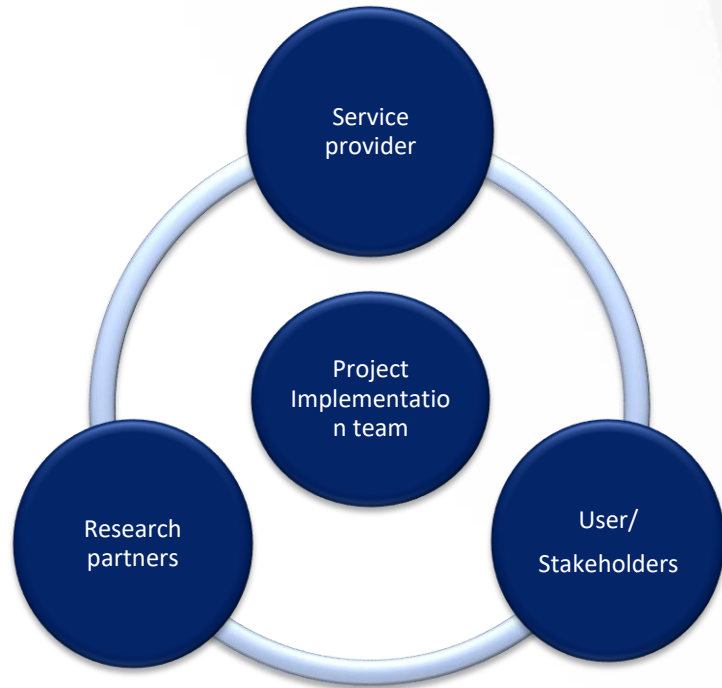 Service
provider
Project
Implementatio
n team
Research
partners
User/
Stakeholders